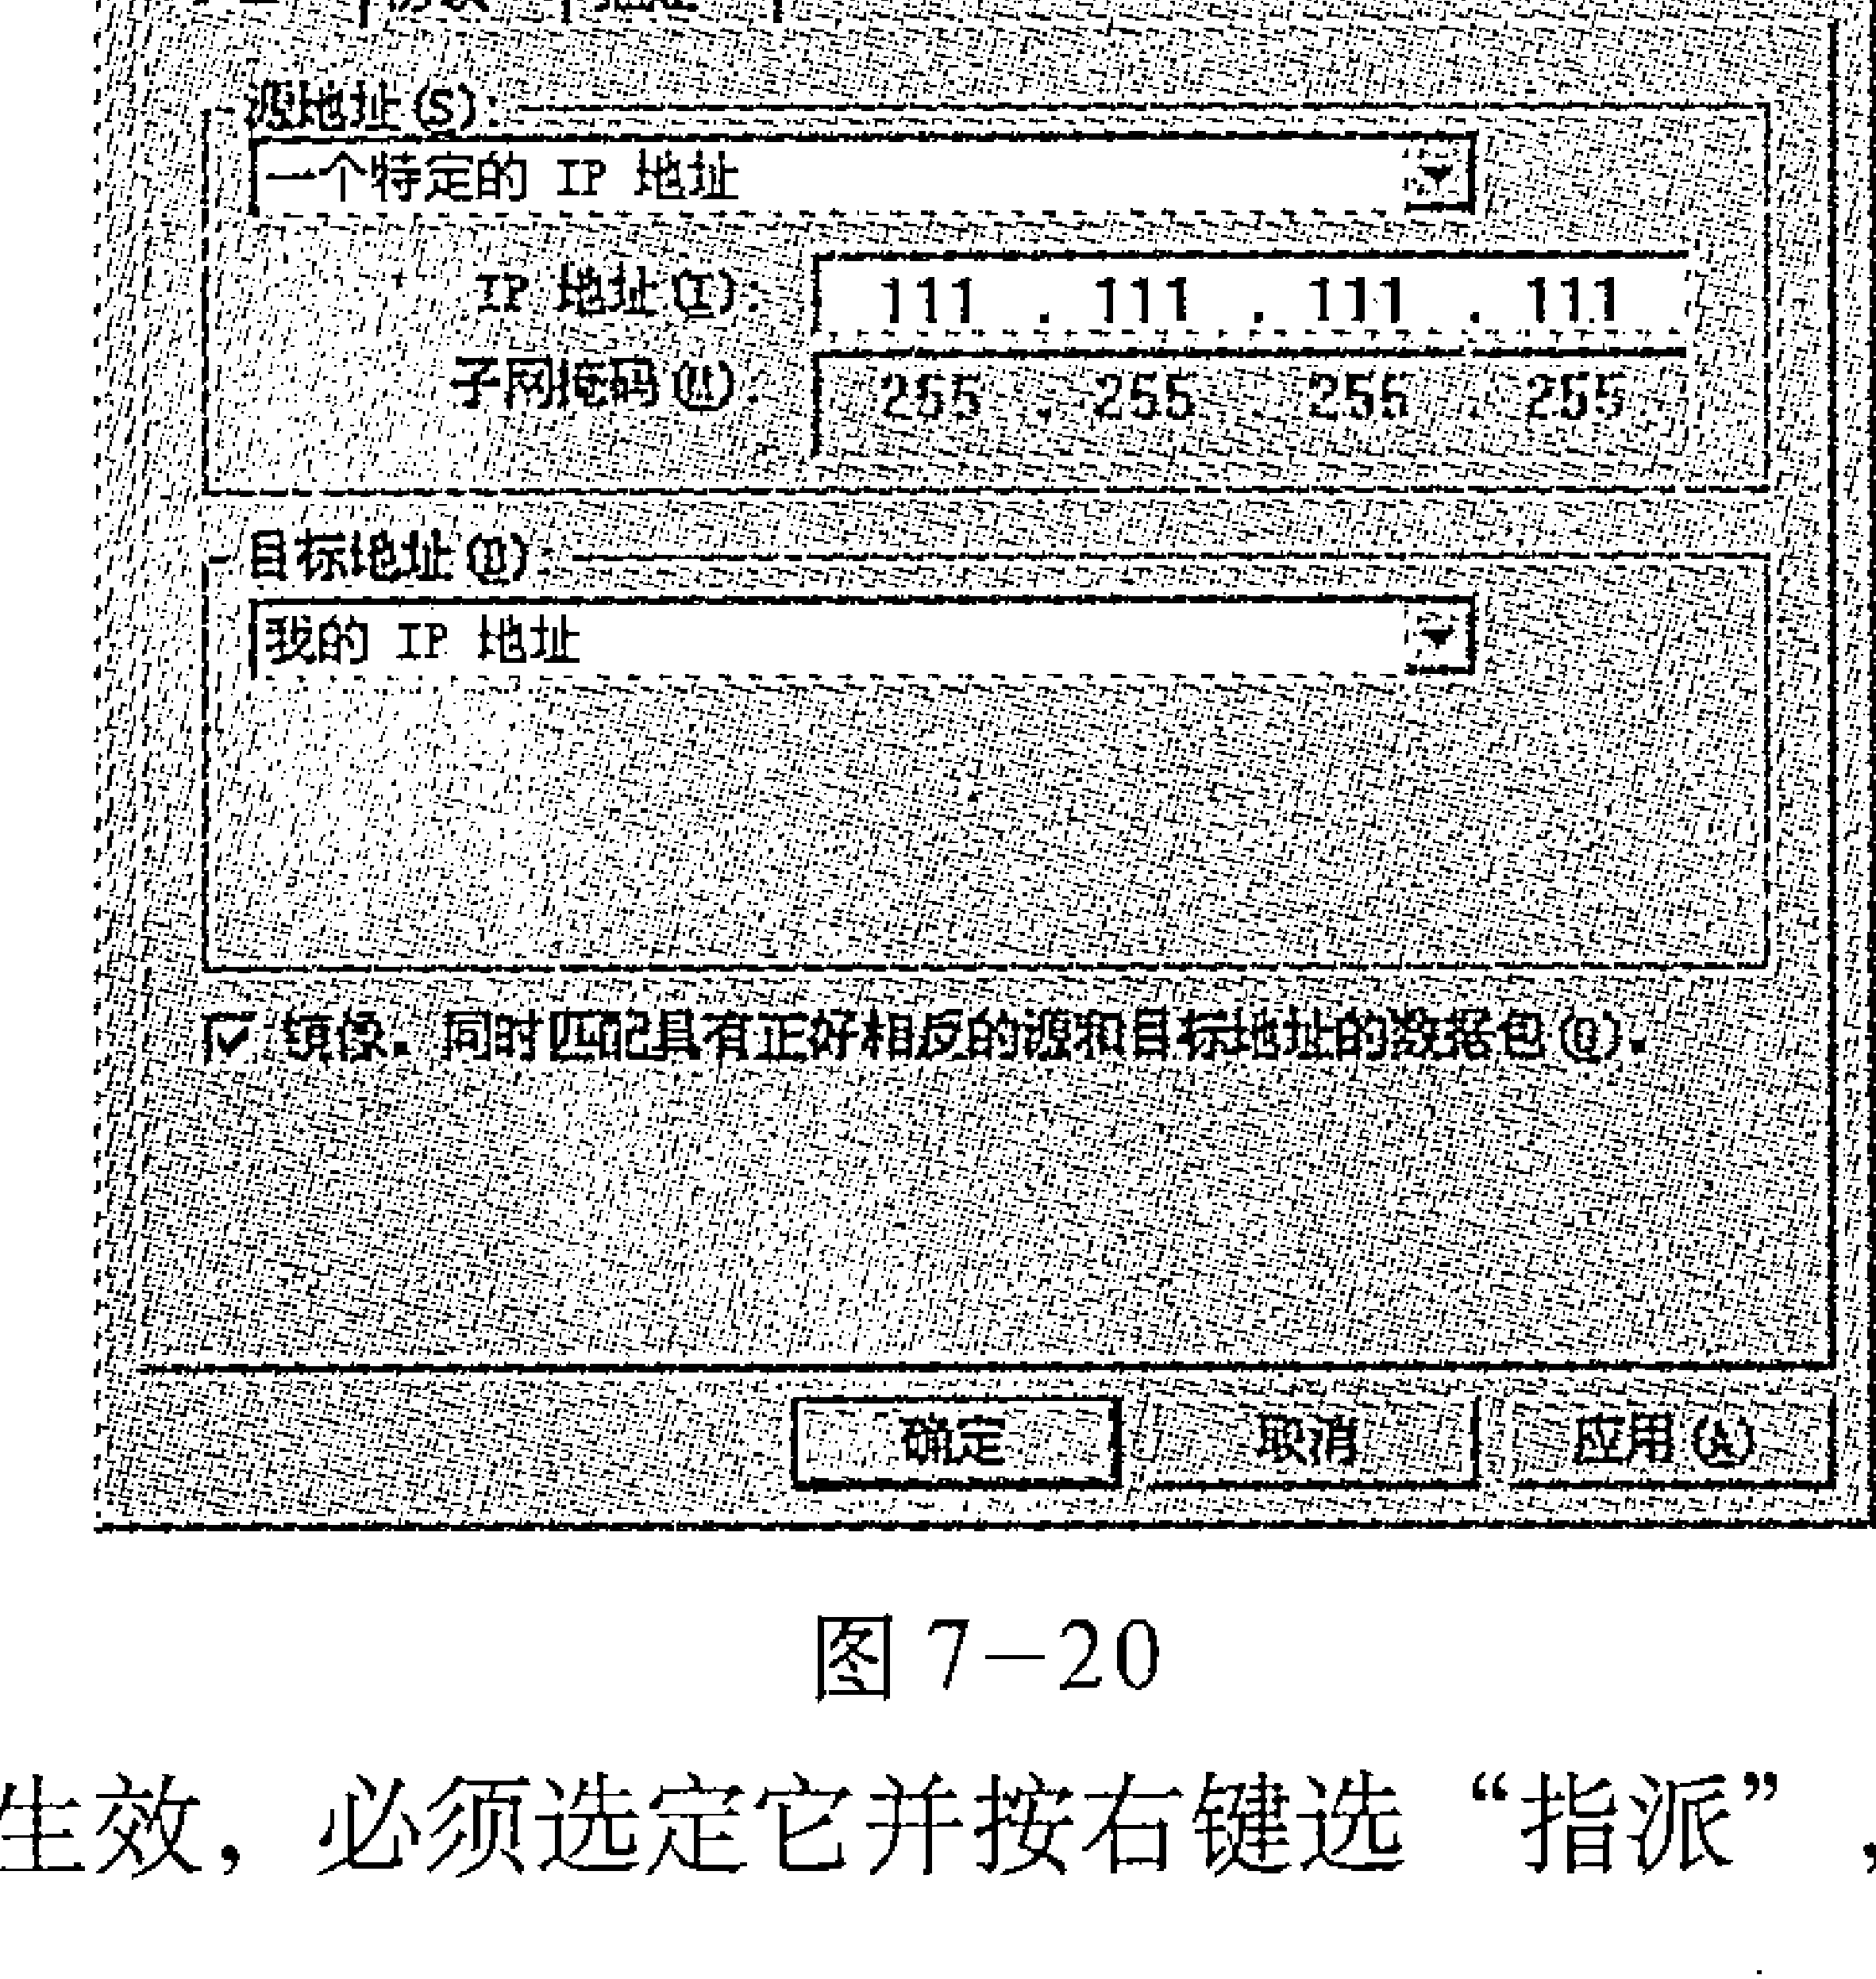 源地址(S):
一个特定的 IP 地址
IP 地址(I): 111 . 111 . 111 . 111
子网掩码(M): 255 . 255 . 255 . 255
目标地址(D):
我的 IP 地址
镜像。同时匹配具有正好相反的源和目标地址的数据包(O)。
确定 取消 应用(A)
图 7-20
生效，必须选定它并按右键选“指派”，